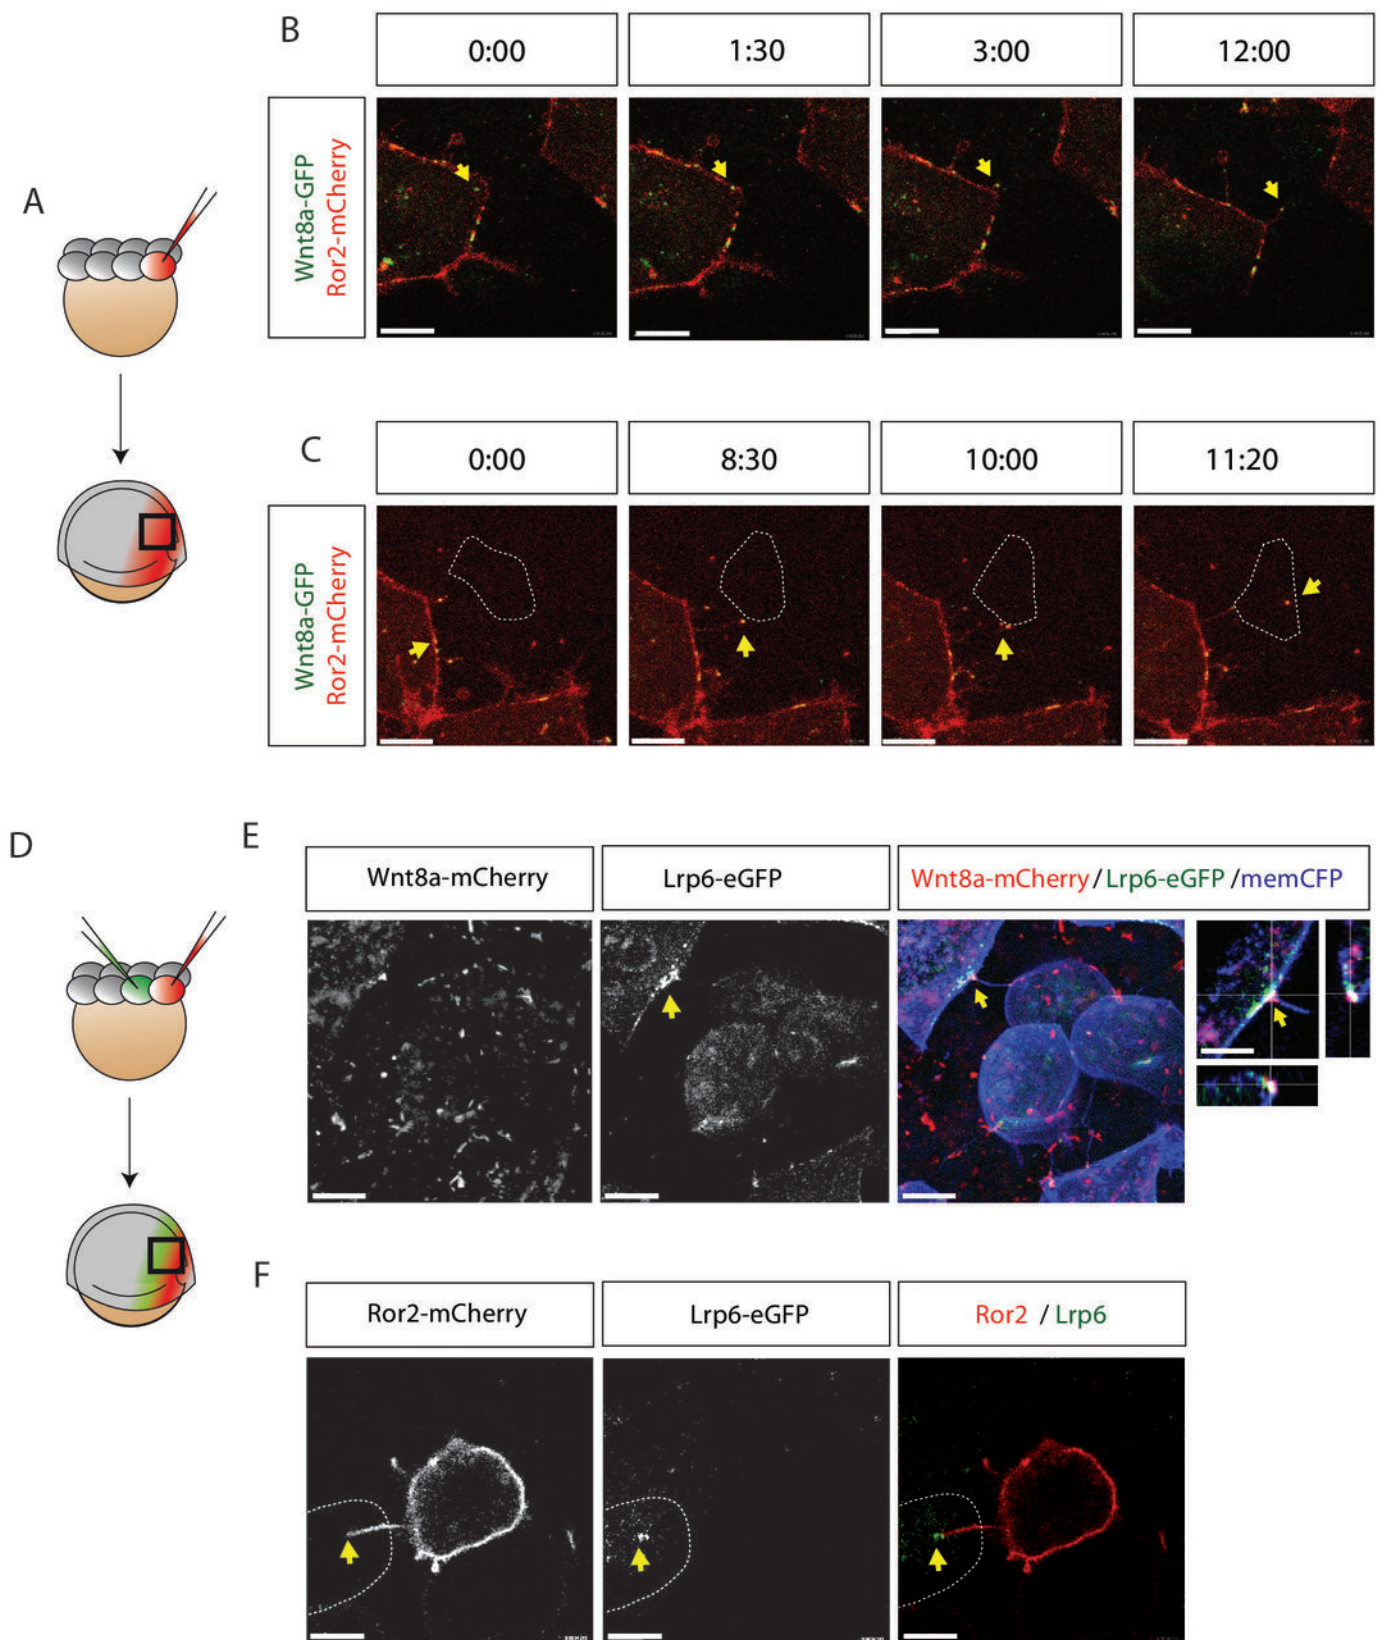 A
B
0:00 1:30 3:00 12:00
Wnt8a-GFP
Ror2-mCherry
C
0:00 8:30 10:00 11:20
Wnt8a-GFP
Ror2-mCherry
D
E
Wnt8a-mCherry Lrp6-eGFP Wnt8a-mCherry/Lrp6-eGFP/memCFP
F
Ror2-mCherry Lrp6-eGFP Ror2 / Lrp6